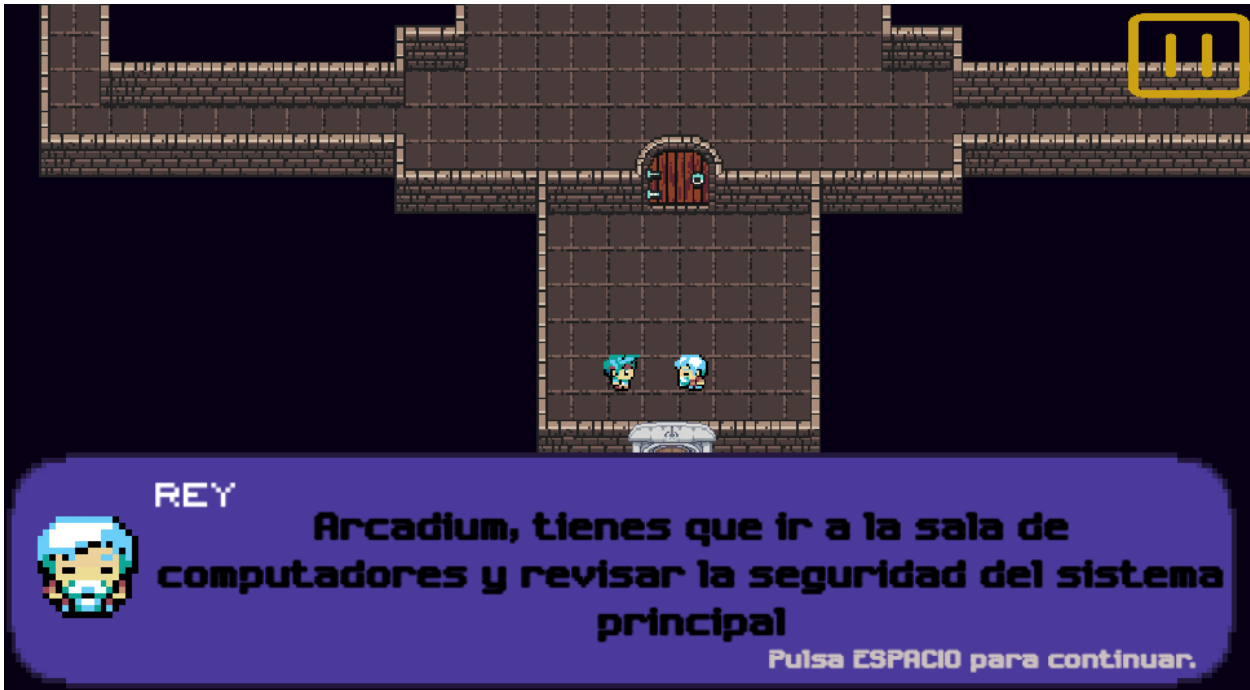 REY
Arcadium, tienes que ir a la sala de
computadores y revisar la seguridad del sistema
principal
Pulsa ESPACIO para continuar.